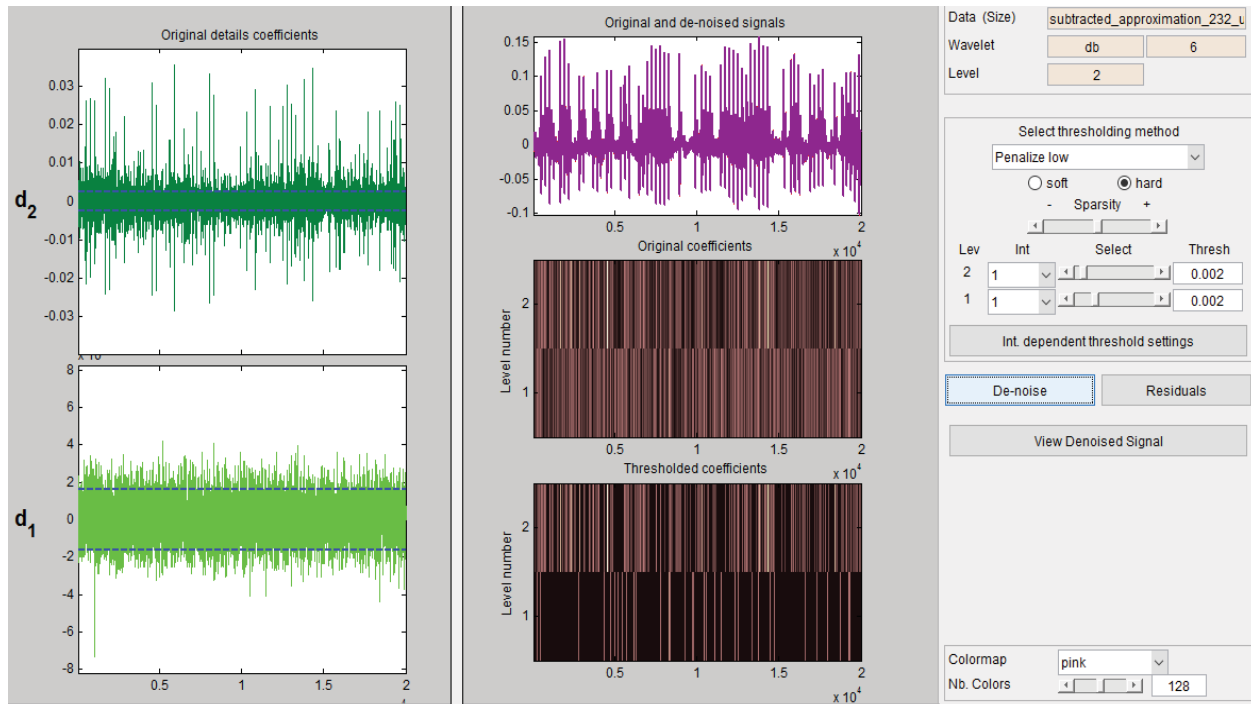 Original details coefficients
0.03
0.02
0.01
d2
0
-0.01
-0.02
-0.03
8
6
4
2
d1
0
-2
-4
-6
-8
0.5
1
1.5
2
Original and de-noised signals
0.15
0.1
0.05
0
-0.05
-0.1
0.5
1
1.5
2
x 10^4
Original coefficients
Level number
2
1
0.5
1
1.5
2
x 10^4
Thresholded coefficients
Level number
2
1
0.5
1
1.5
2
x 10^4
Data (Size)
subtracted_approximation_232_u
Wavelet
db
6
Level
2
Select thresholding method
Penalize low
soft
hard
- Sparsity +
Lev Int Select Thresh
2 1 0.002
1 1 0.002
Int. dependent threshold settings
De-noise
Residuals
View Denoised Signal
Colormap
pink
Nb. Colors
128